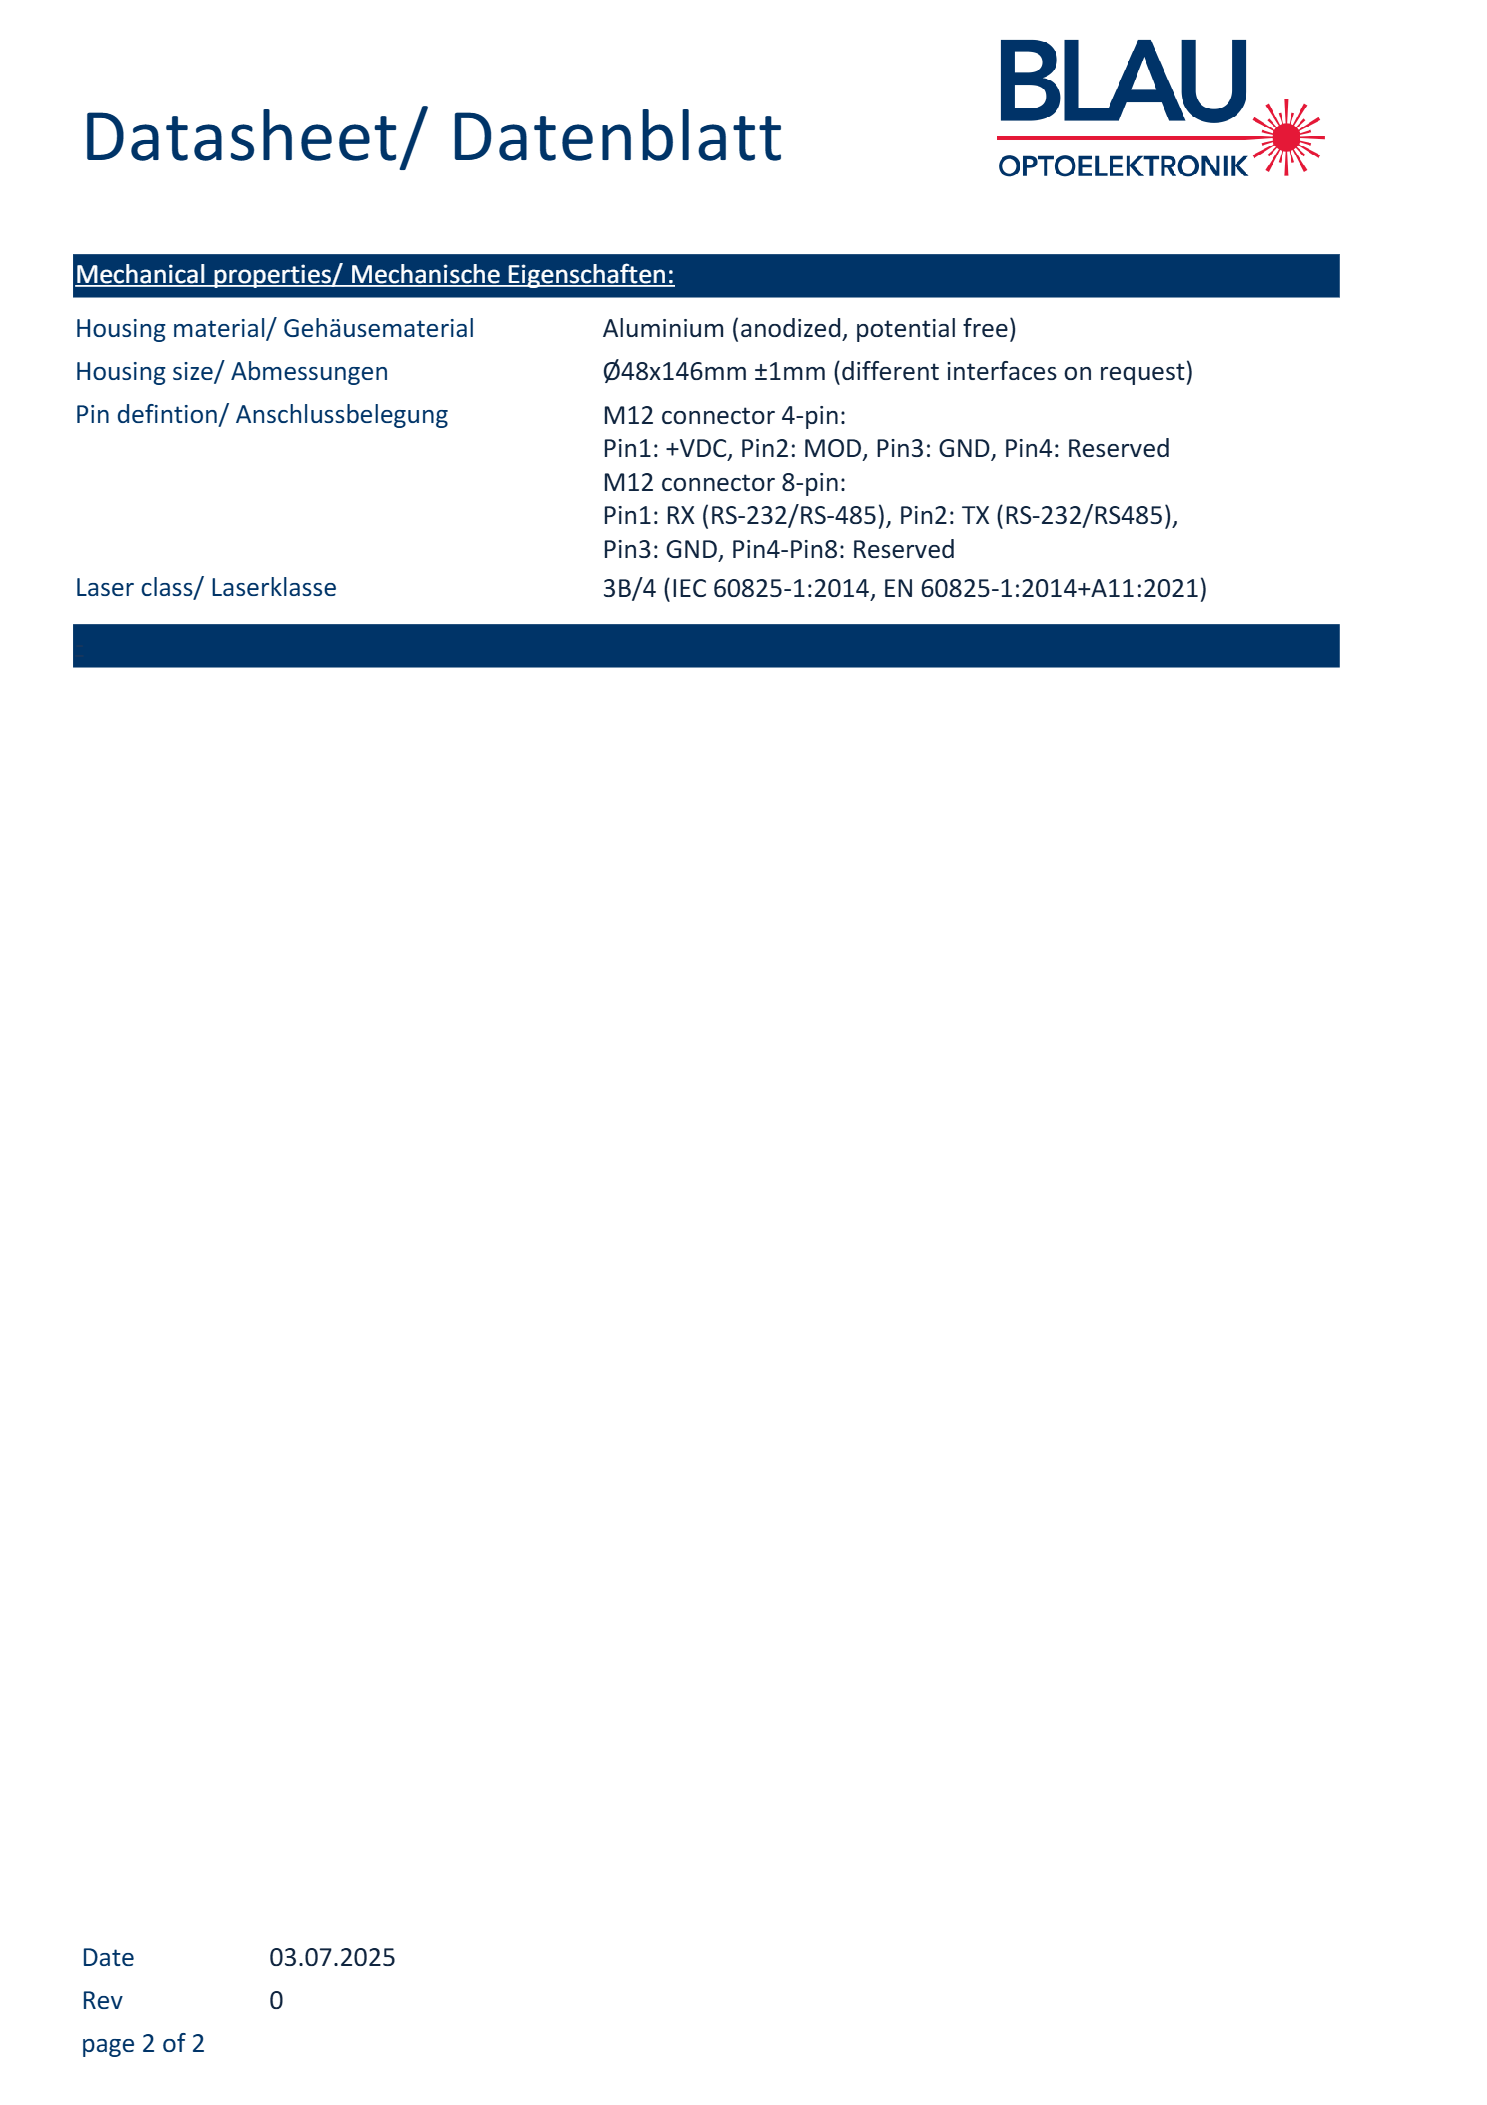 BLAU
OPTOELEKTRONIK
Datasheet/ Datenblatt
Mechanical properties/ Mechanische Eigenschaften:
Housing material/ Gehäusematerial Aluminium (anodized, potential free)
Housing size/ Abmessungen Ø48x146mm ±1mm (different interfaces on request)
Pin defintion/ Anschlussbelegung M12 connector 4-pin:
Pin1: +VDC, Pin2: MOD, Pin3: GND, Pin4: Reserved
M12 connector 8-pin:
Pin1: RX (RS-232/RS-485), Pin2: TX (RS-232/RS485),
Pin3: GND, Pin4-Pin8: Reserved
Laser class/ Laserklasse 3B/4 (IEC 60825-1:2014, EN 60825-1:2014+A11:2021)
Date 03.07.2025
Rev 0
page 2 of 2